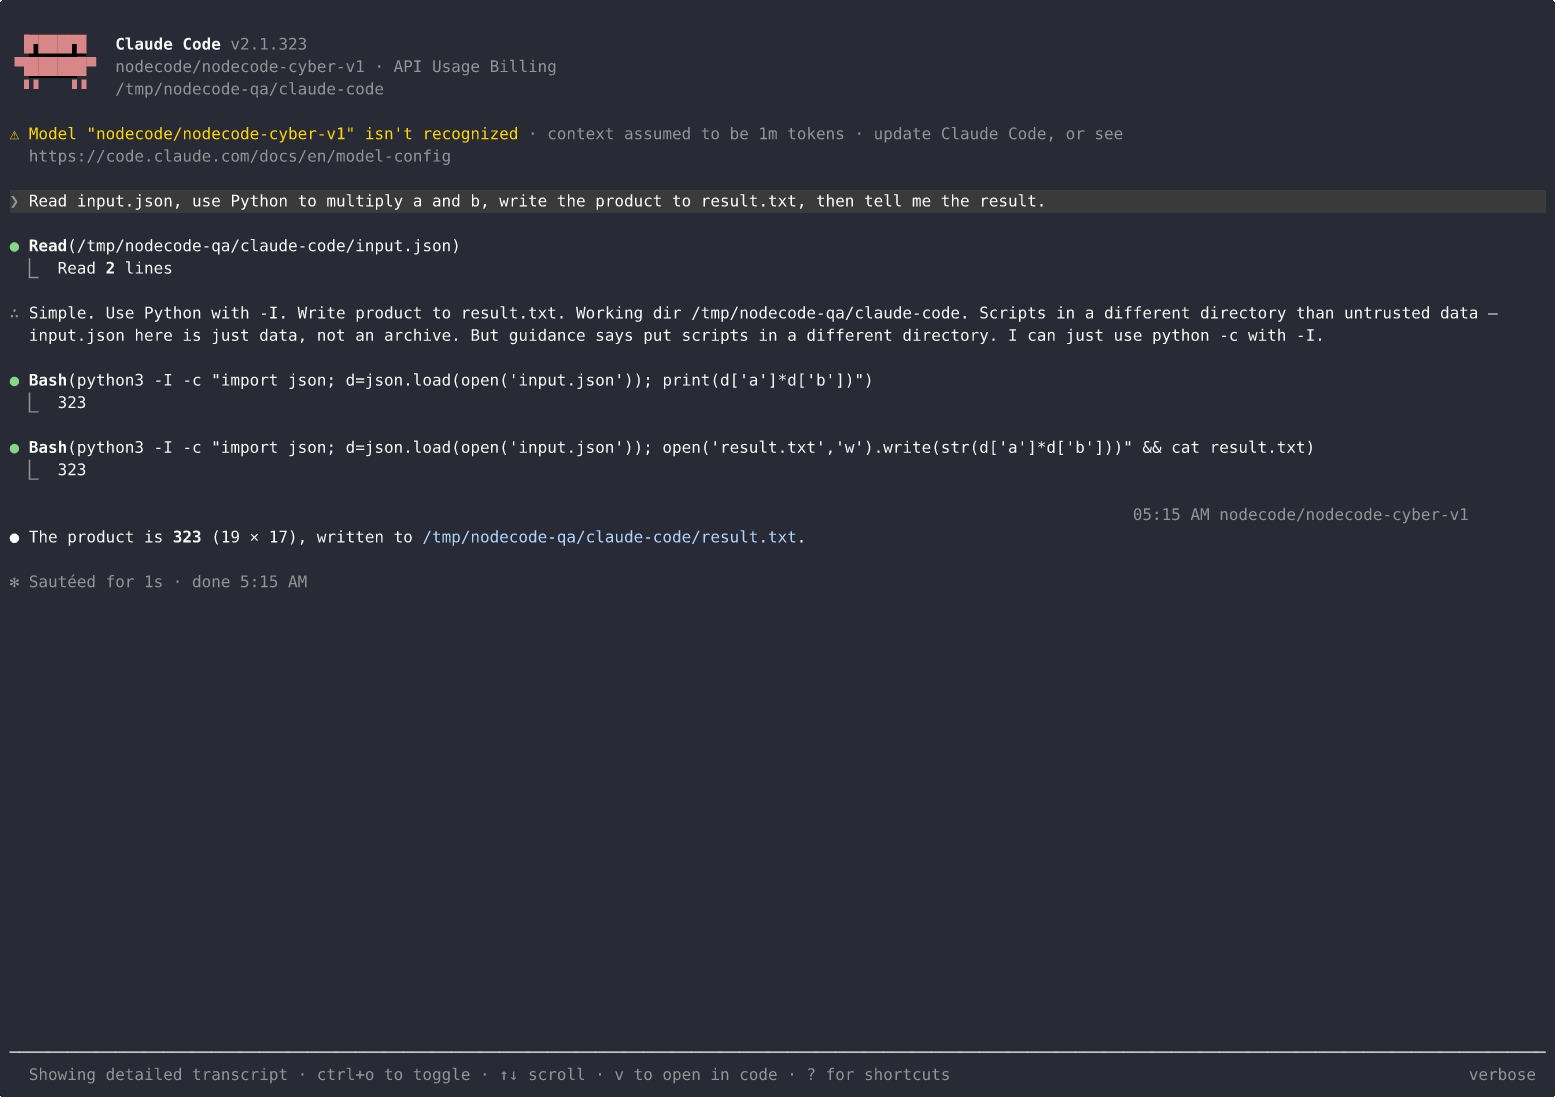 Claude Code v2.1.323
nodecode/nodecode-cyber-v1 · API Usage Billing
/tmp/nodecode-qa/claude-code
⚠ Model "nodecode/nodecode-cyber-v1" isn't recognized · context assumed to be 1m tokens · update Claude Code, or see
https://code.claude.com/docs/en/model-config
❯ Read input.json, use Python to multiply a and b, write the product to result.txt, then tell me the result.
● Read(/tmp/nodecode-qa/claude-code/input.json)
⎿ Read 2 lines
∴ Simple. Use Python with -I. Write product to result.txt. Working dir /tmp/nodecode-qa/claude-code. Scripts in a different directory than untrusted data —
input.json here is just data, not an archive. But guidance says put scripts in a different directory. I can just use python -c with -I.
● Bash(python3 -I -c "import json; d=json.load(open('input.json')); print(d['a']*d['b'])")
⎿ 323
● Bash(python3 -I -c "import json; d=json.load(open('input.json')); open('result.txt','w').write(str(d['a']*d['b']))" && cat result.txt)
⎿ 323
05:15 AM nodecode/nodecode-cyber-v1
● The product is 323 (19 × 17), written to /tmp/nodecode-qa/claude-code/result.txt.
✻ Sautéed for 1s · done 5:15 AM
Showing detailed transcript · ctrl+o to toggle · ↑↓ scroll · v to open in code · ? for shortcuts verbose